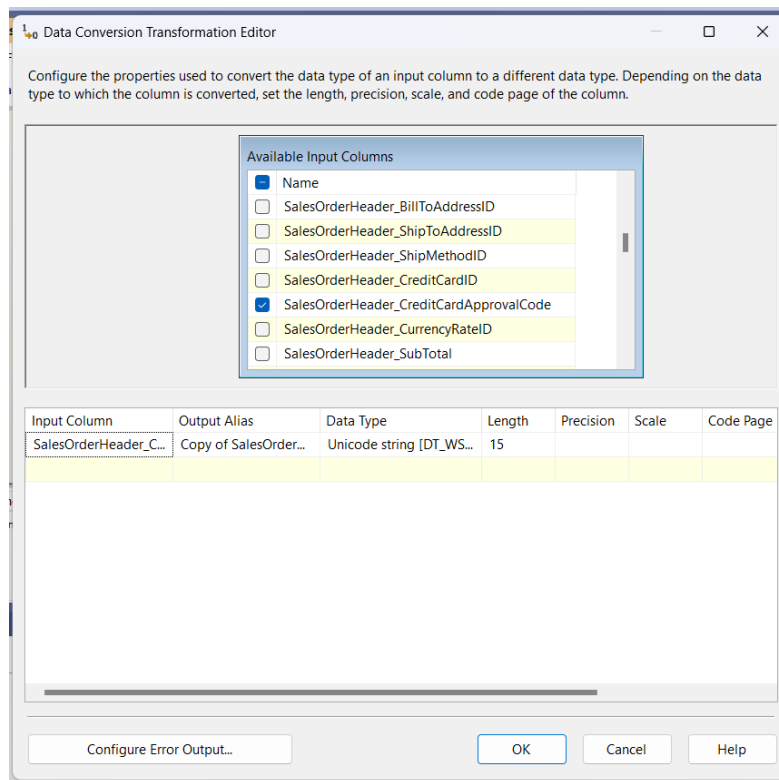 Data Conversion Transformation Editor
Configure the properties used to convert the data type of an input column to a different data type. Depending on the data
type to which the column is converted, set the length, precision, scale, and code page of the column.
Available Input Columns
Name
SalesOrderHeader_BillToAddressID
SalesOrderHeader_ShipToAddressID
SalesOrderHeader_ShipMethodID
SalesOrderHeader_CreditCardID
SalesOrderHeader_CreditCardApprovalCode
SalesOrderHeader_CurrencyRateID
SalesOrderHeader_SubTotal
Input Column Output Alias Data Type Length Precision Scale Code Page
SalesOrderHeader_C... Copy of SalesOrder... Unicode string [DT_WS... 15
Configure Error Output... OK Cancel Help